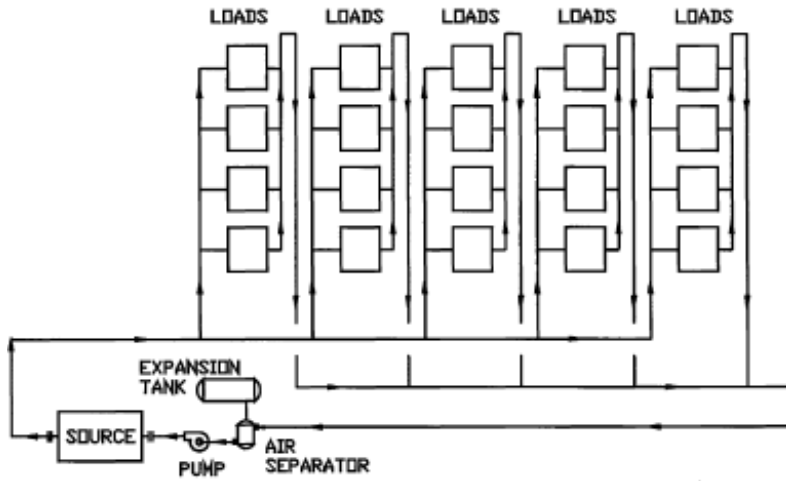 LOADS LOADS LOADS LOADS LOADS
EXPANSION
TANK
SOURCE
PUMP
AIR
SEPARATOR